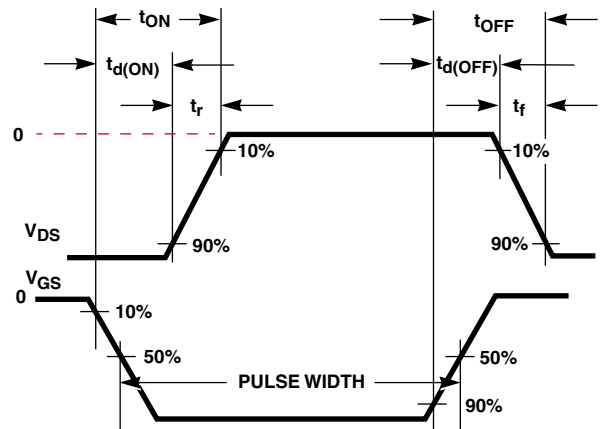 tON
tOFF
td(ON)
td(OFF)
tr
tf
0
10%
10%
VDS
90%
90%
VGS
0
10%
50%
50%
PULSE WIDTH
90%